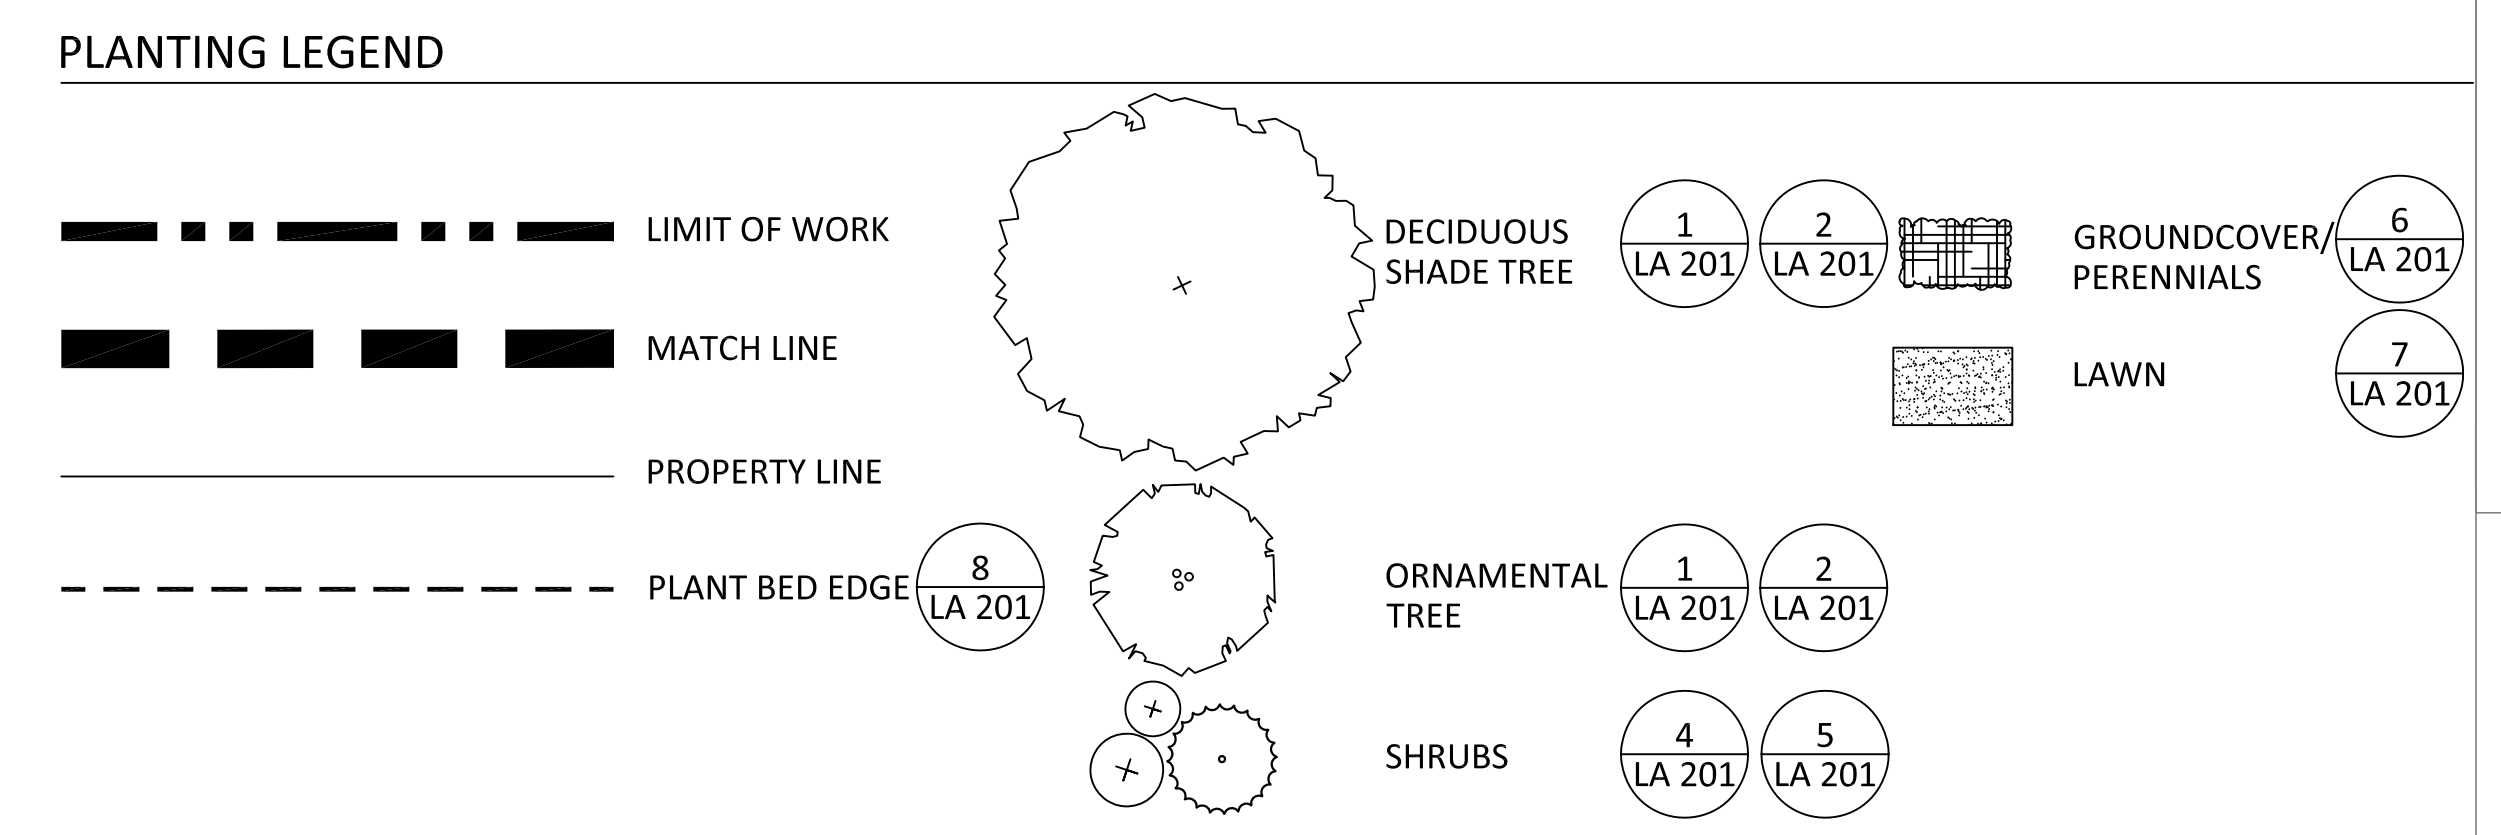 PLANTING LEGEND
LIMIT OF WORK
MATCH LINE
PROPERTY LINE
PLANT BED EDGE
8
LA 201
DECIDUOUS
SHADE TREE
1
LA 201
2
LA 201
ORNAMENTAL
TREE
1
LA 201
2
LA 201
SHRUBS
4
LA 201
5
LA 201
GROUNDCOVER/
PERENNIALS
6
LA 201
LAWN
7
LA 201